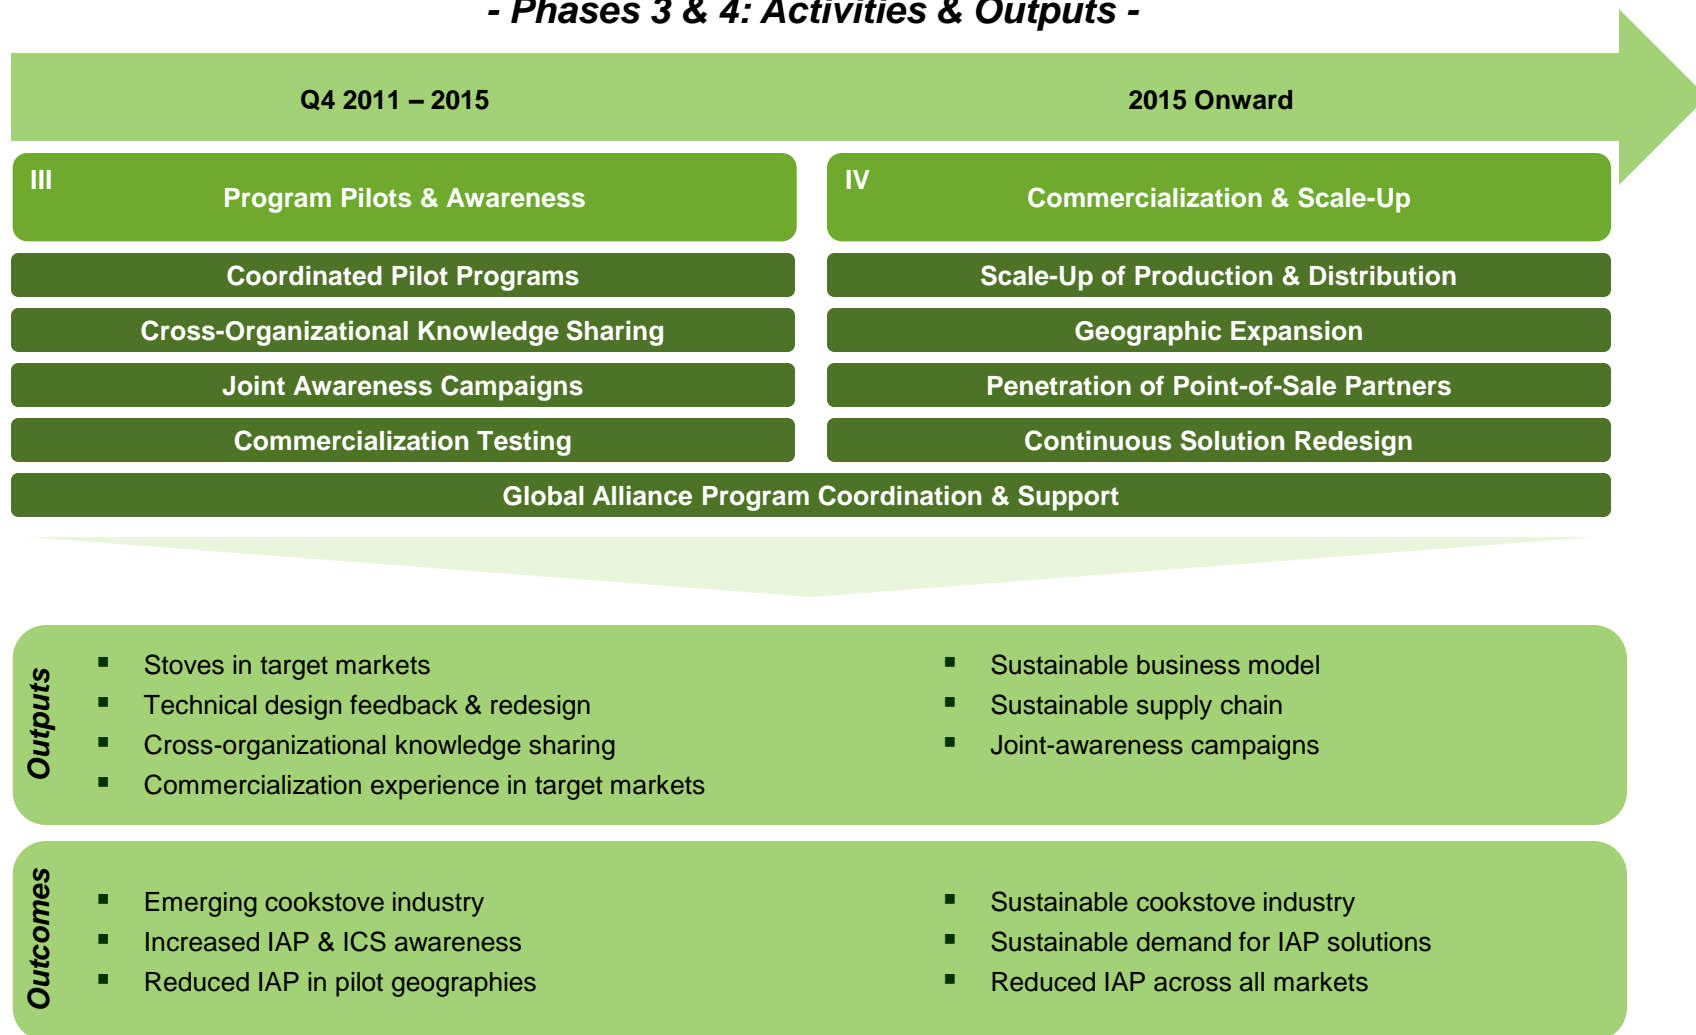 - Phases 3 & 4: Activities & Outputs -
Q4 2011 – 2015
2015 Onward
III
Program Pilots & Awareness
IV
Commercialization & Scale-Up
Coordinated Pilot Programs
Scale-Up of Production & Distribution
Cross-Organizational Knowledge Sharing
Geographic Expansion
Joint Awareness Campaigns
Penetration of Point-of-Sale Partners
Commercialization Testing
Continuous Solution Redesign
Global Alliance Program Coordination & Support
Outputs
▪ Stoves in target markets
▪ Technical design feedback & redesign
▪ Cross-organizational knowledge sharing
▪ Commercialization experience in target markets
▪ Sustainable business model
▪ Sustainable supply chain
▪ Joint-awareness campaigns
Outcomes
▪ Emerging cookstove industry
▪ Increased IAP & ICS awareness
▪ Reduced IAP in pilot geographies
▪ Sustainable cookstove industry
▪ Sustainable demand for IAP solutions
▪ Reduced IAP across all markets